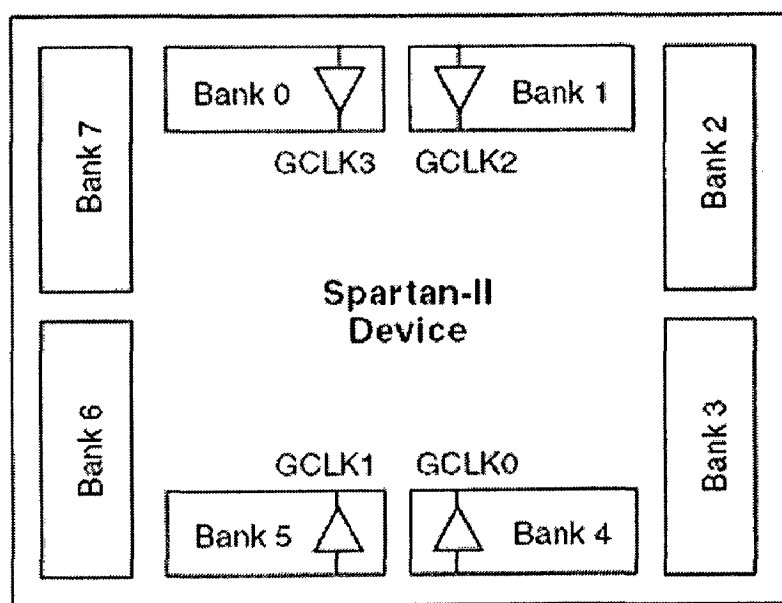 Bank 0
Bank 1
GCLK3
GCLK2
Bank 7
Bank 2
Spartan-II
Device
Bank 6
Bank 3
GCLK1
GCLK0
Bank 5
Bank 4